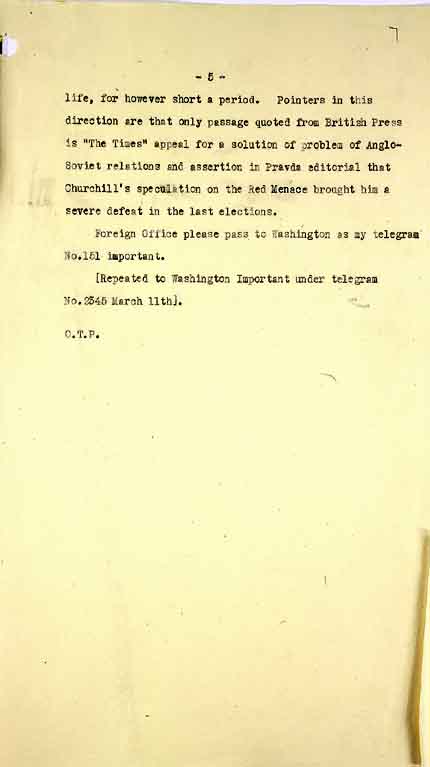 7
- 5 -
life, for however short a period. Pointers in this
direction are that only passage quoted from British Press
is "The Times" appeal for a solution of problem of Anglo-
Soviet relations and assertion in Pravda editorial that
Churchill's speculation on the Red Menace brought him a
severe defeat in the last elections.
Foreign Office please pass to Washington as my telegram
No.151 important.
[Repeated to Washington Important under telegram
No.2345 March 11th].
O.T.P.